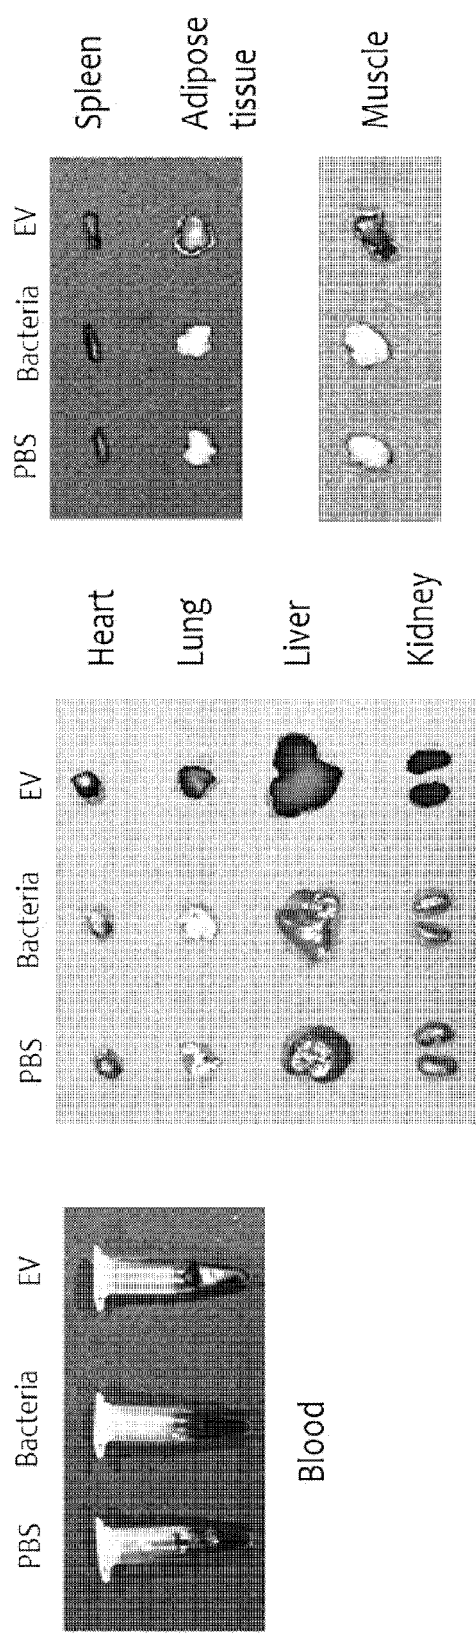 PBS Bacteria EV
Blood
PBS Bacteria EV
Heart
Lung
Liver
Kidney
PBS Bacteria EV
Spleen
Adipose
tissue
Muscle